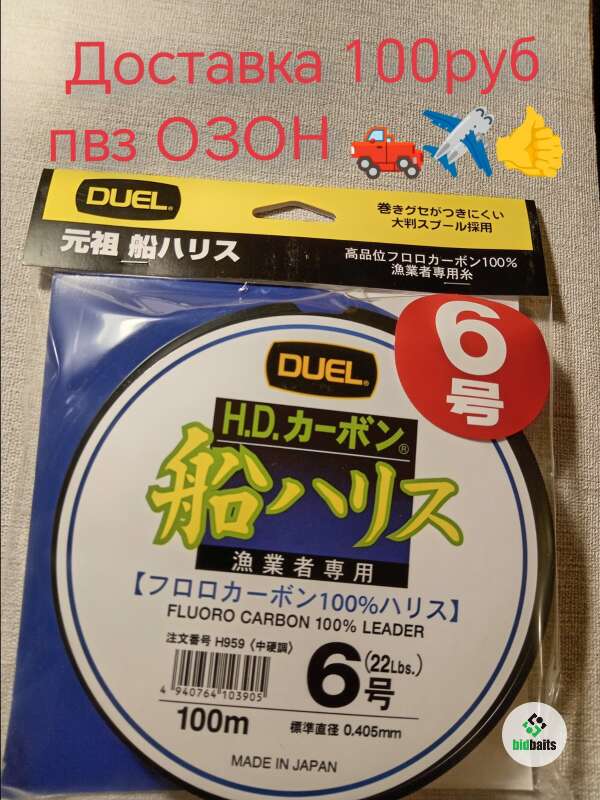 Доставка 100руб
пвз ОЗОН
DUEL®
元祖 船ハリス
巻きグセがつきにくい
大判スプール採用
高品位フロロカーボン100%
漁業者専用糸
6号
DUEL®
H.D.カーボン®
船ハリス
漁業者専用
【フロロカーボン100%ハリス】
FLUORO CARBON 100% LEADER
注文番号 H959〈中硬調〉
4 940764 103905
6号(22Lbs.)
100m
標準直径 0.405mm
MADE IN JAPAN
bidbaits